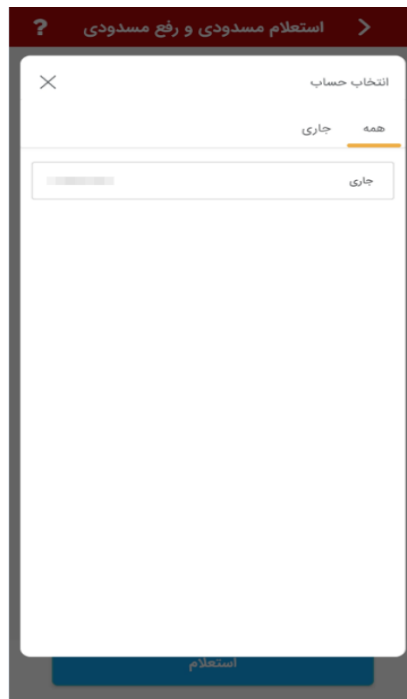 استعلام مسدودی و رفع مسدودی ?
انتخاب حساب
همه جاری
جاری
استعلام